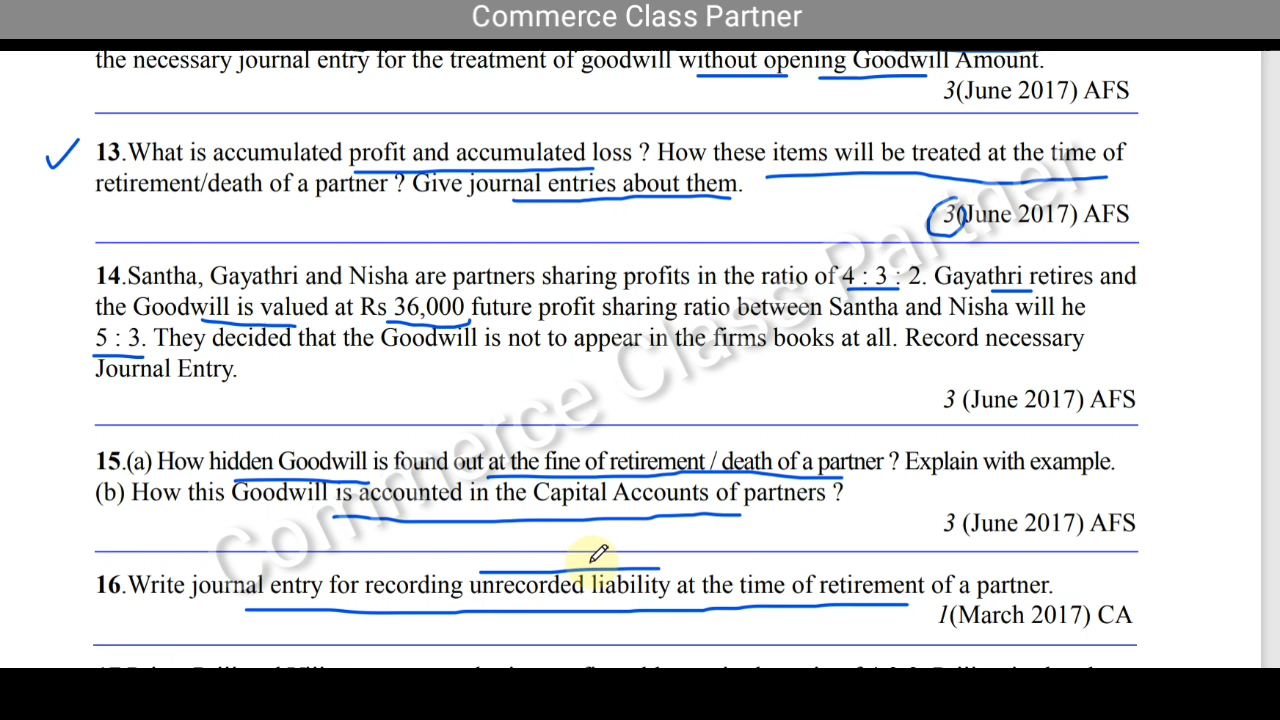 Commerce Class Partner
the necessary journal entry for the treatment of goodwill without opening Goodwill Amount.
3(June 2017) AFS
13.What is accumulated profit and accumulated loss ? How these items will be treated at the time of
retirement/death of a partner ? Give journal entries about them.
3(June 2017) AFS
14.Santha, Gayathri and Nisha are partners sharing profits in the ratio of 4 : 3 : 2. Gayathri retires and
the Goodwill is valued at Rs 36,000 future profit sharing ratio between Santha and Nisha will he
5 : 3. They decided that the Goodwill is not to appear in the firms books at all. Record necessary
Journal Entry.
3 (June 2017) AFS
15.(a) How hidden Goodwill is found out at the fine of retirement / death of a partner ? Explain with example.
(b) How this Goodwill is accounted in the Capital Accounts of partners ?
3 (June 2017) AFS
16.Write journal entry for recording unrecorded liability at the time of retirement of a partner.
1(March 2017) CA
Commerce Class Partner